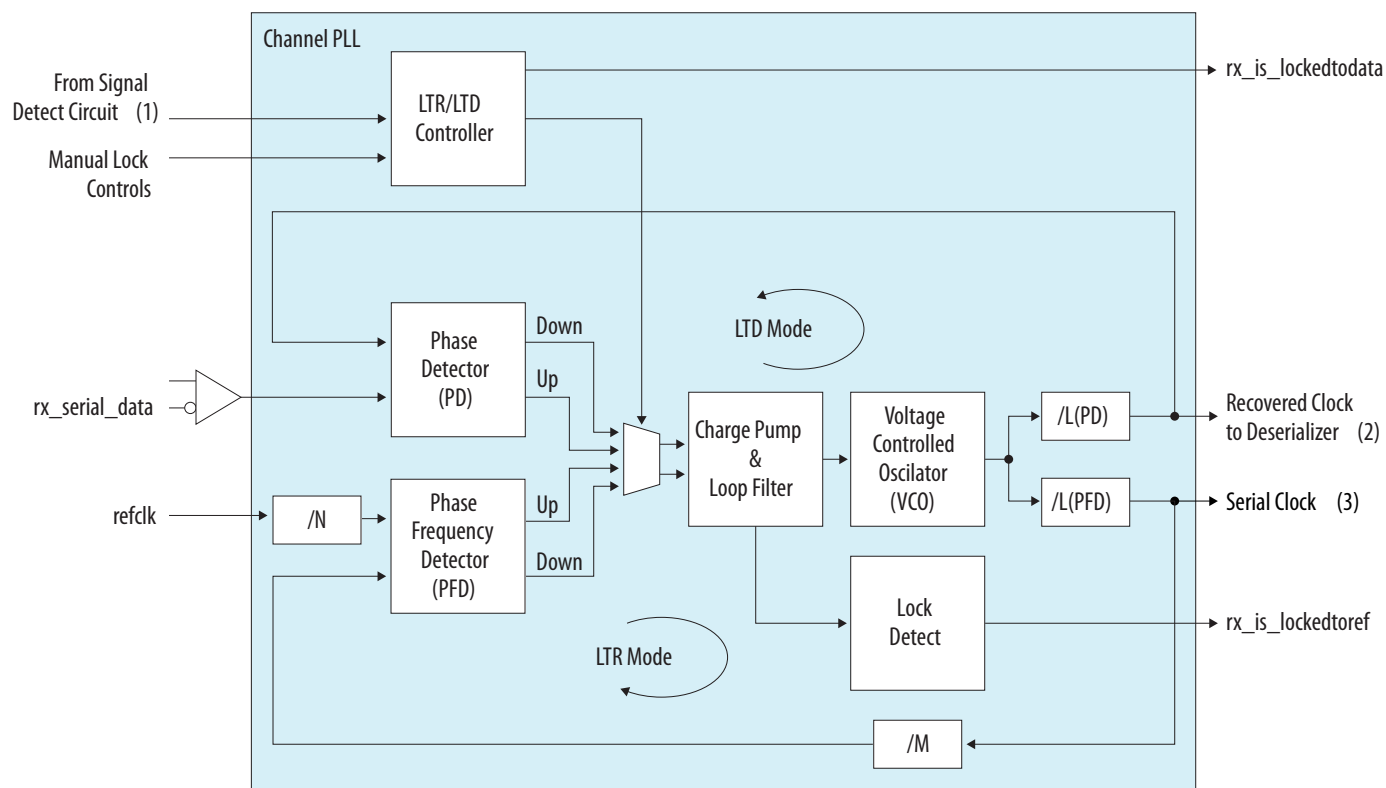 Channel PLL
From Signal
Detect Circuit (1)
Manual Lock
Controls
LTR/LTD
Controller
rx_is_lockedtodata
LTD Mode
Phase
Detector
(PD)
Down
Up
rx_serial_data
Charge Pump
&
Loop Filter
Voltage
Controlled
Oscilator
(VCO)
/L(PD)
Recovered Clock
to Deserializer (2)
refclk
/N
Phase
Frequency
Detector
(PFD)
Up
Down
/L(PFD)
Serial Clock (3)
Lock
Detect
rx_is_lockedtoref
LTR Mode
/M